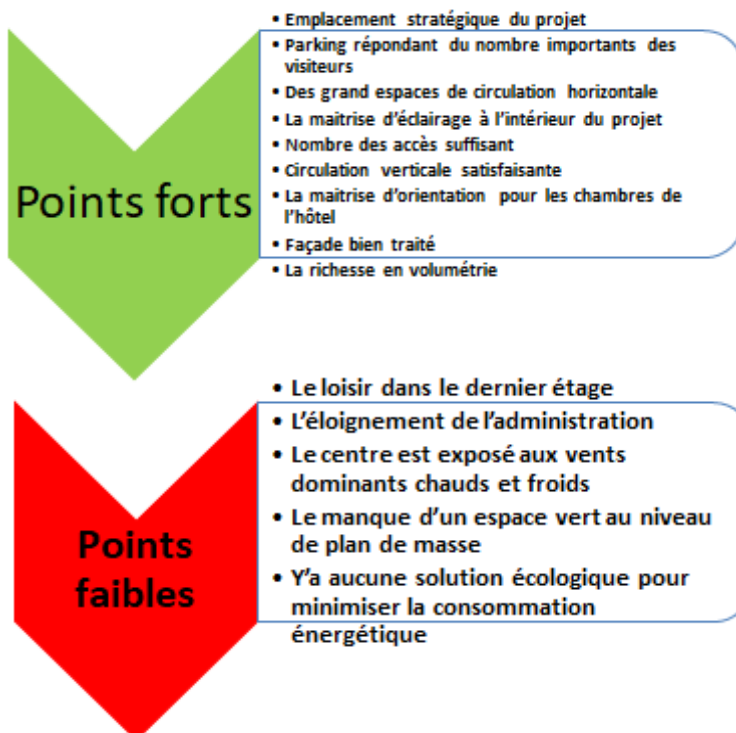 Points forts
• Emplacement stratégique du projet
• Parking répondant du nombre importants des
visiteurs
• Des grand espaces de circulation horizontale
• La maitrise d'éclairage à l'intérieur du projet
• Nombre des accès suffisant
• Circulation verticale satisfaisante
• La maitrise d'orientation pour les chambres de
l'hôtel
• Façade bien traité
• La richesse en volumétrie
Points
faibles
• Le loisir dans le dernier étage
• L'éloignement de l'administration
• Le centre est exposé aux vents
dominants chauds et froids
• Le manque d'un espace vert au niveau
de plan de masse
• Y'a aucune solution écologique pour
minimiser la consommation
énergétique